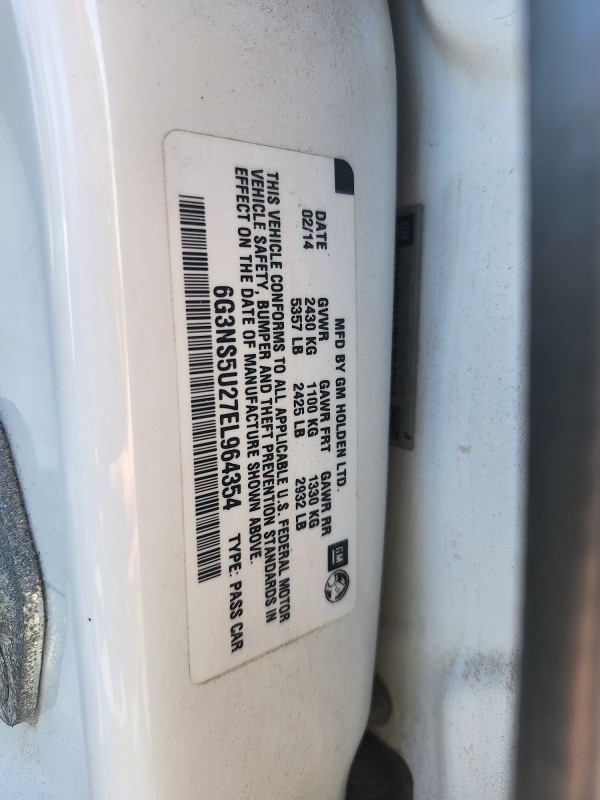 MFD BY GM HOLDEN LTD.
DATE GVWR GAWR FRT GAWR RR
02/14 2430 KG 1100 KG 1330 KG
5357 LB 2425 LB 2932 LB
GM
THIS VEHICLE CONFORMS TO ALL APPLICABLE U.S. FEDERAL MOTOR
VEHICLE SAFETY, BUMPER AND THEFT PREVENTION STANDARDS IN
EFFECT ON THE DATE OF MANUFACTURE SHOWN ABOVE.
6G3NS5U27EL964354 TYPE: PASS CAR